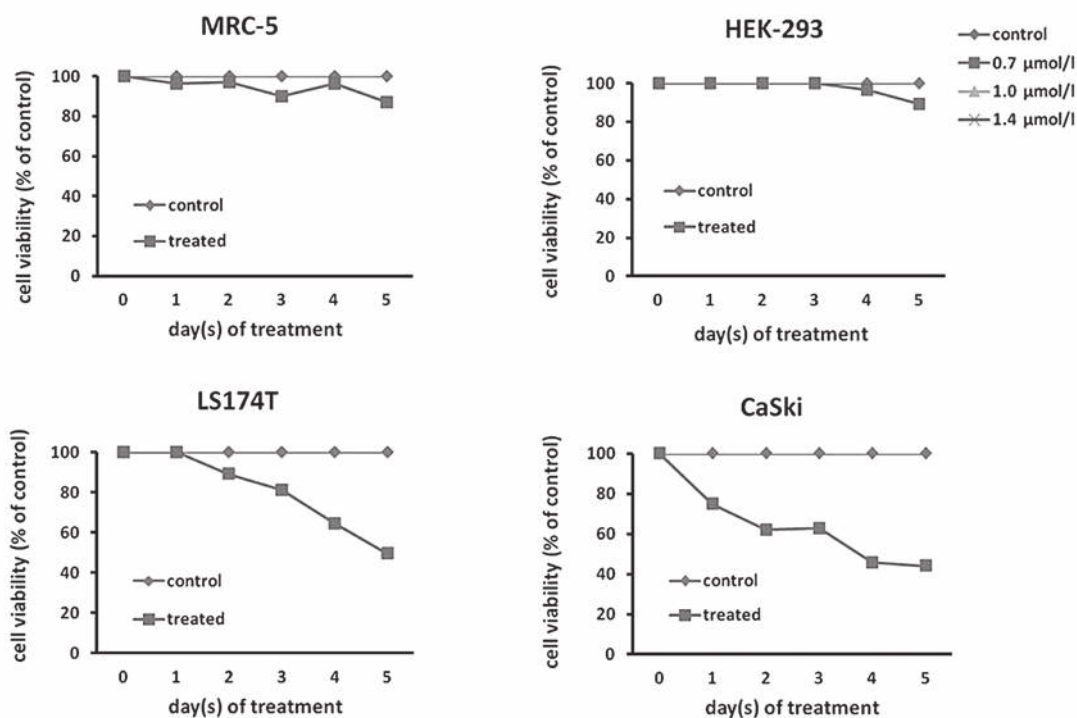 MRC-5
cell viability (% of control)
100
80
60
40
20
0
control
treated
0 1 2 3 4 5
day(s) of treatment
HEK-293
cell viability (% of control)
100
80
60
40
20
0
control
treated
0 1 2 3 4 5
day(s) of treatment
control
0.7 µmol/l
1.0 µmol/l
1.4 µmol/l
LS174T
cell viability (% of control)
100
80
60
40
20
0
control
treated
0 1 2 3 4 5
day(s) of treatment
CaSki
cell viability (% of control)
100
80
60
40
20
0
control
treated
0 1 2 3 4 5
day(s) of treatment